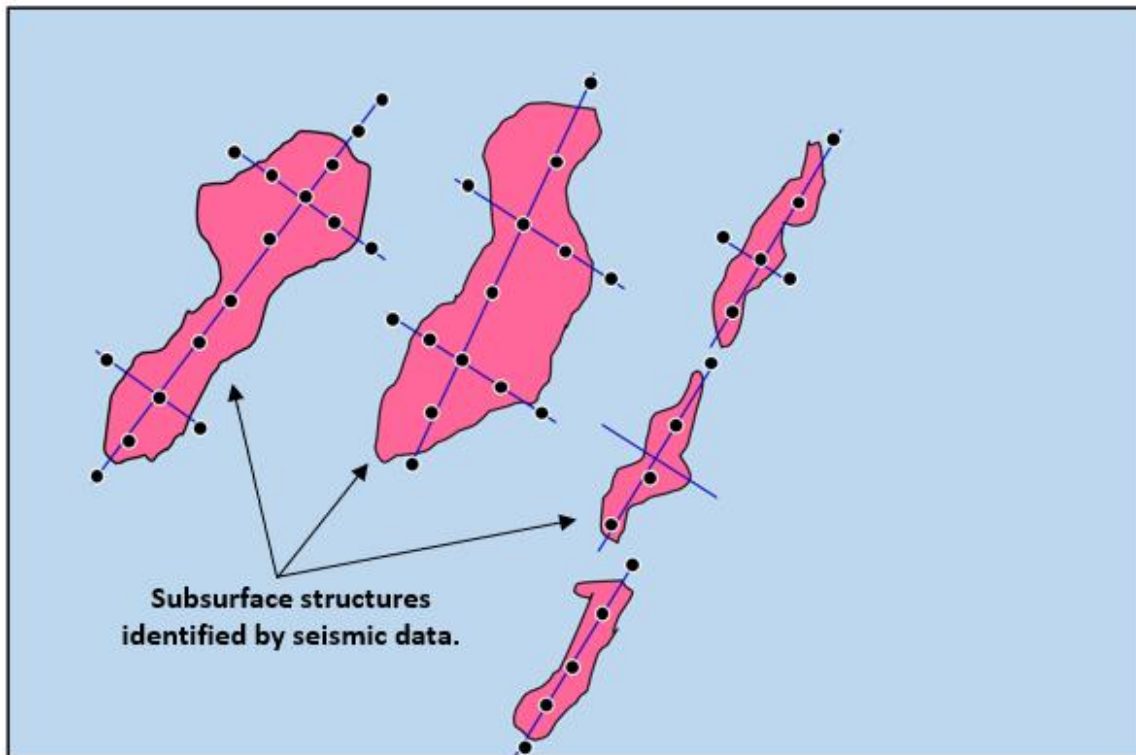 Subsurface structures
identified by seismic data.